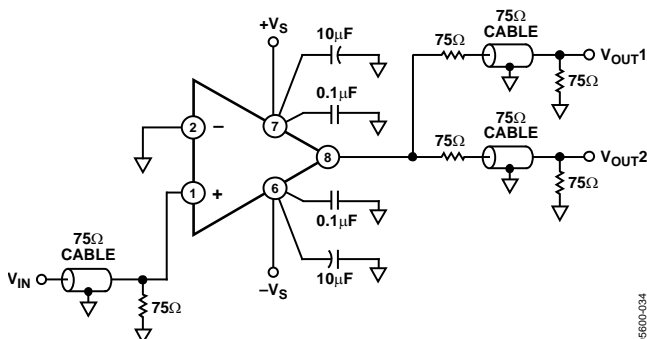 +VS
10µF
0.1µF
7
2
–
1
+
8
6
0.1µF
10µF
–VS
75Ω
CABLE
VIN
75Ω
75Ω
75Ω
CABLE
VOUT1
75Ω
75Ω
75Ω
CABLE
VOUT2
75Ω
05600-034